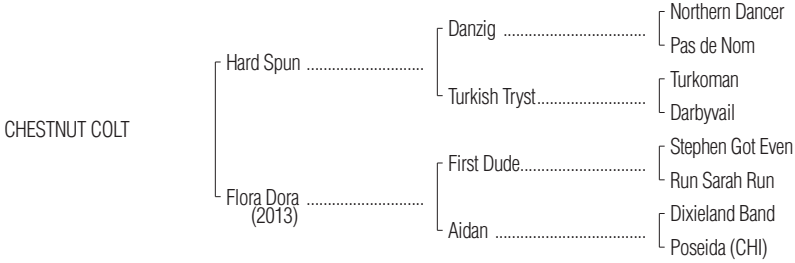 CHESTNUT COLT
Hard Spun ...........................
Flora Dora ...........................
(2013)
Danzig .................................
Turkish Tryst.........................
First Dude.............................
Aidan ...................................
Northern Dancer
Pas de Nom
Turkoman
Darbyvail
Stephen Got Even
Run Sarah Run
Dixieland Band
Poseida (CHI)